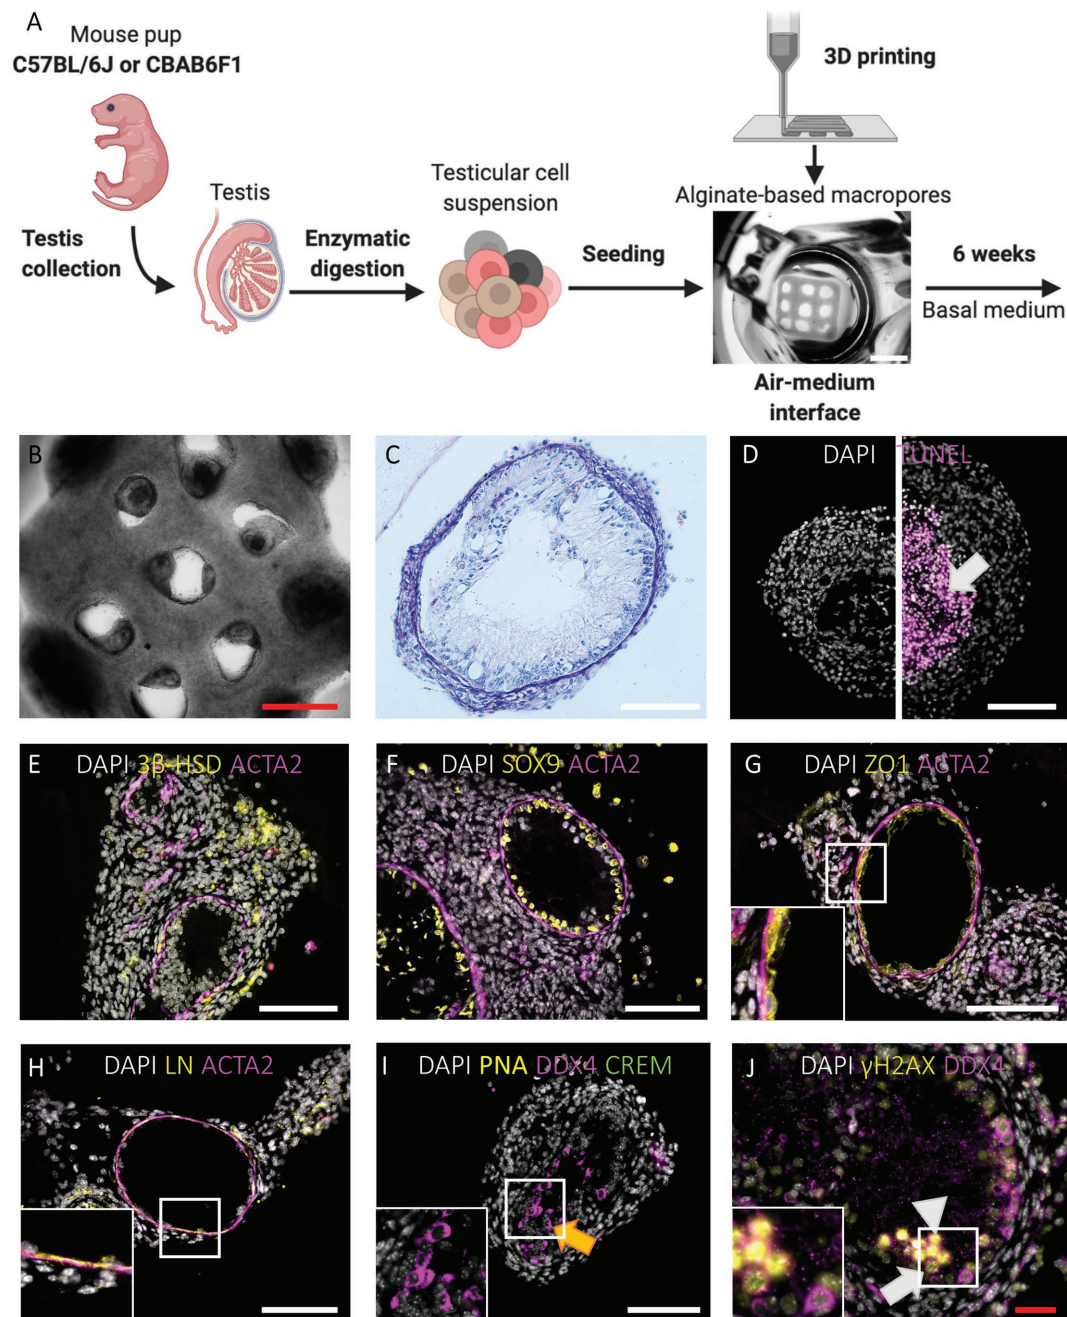 A
Mouse pup
C57BL/6J or CBAB6F1
3D printing
Testis
collection
Testis
Enzymatic
digestion
Testicular cell
suspension
Seeding
Alginate-based macropores
6 weeks
Basal medium
Air-medium
interface
B
C
D DAPI TUNEL
E DAPI 3β-HSD ACTA2
F DAPI SOX9 ACTA2
G DAPI ZO1 ACTA2
H DAPI LN ACTA2
I DAPI PNA DDX4 CREM
J DAPI γH2AX DDX4